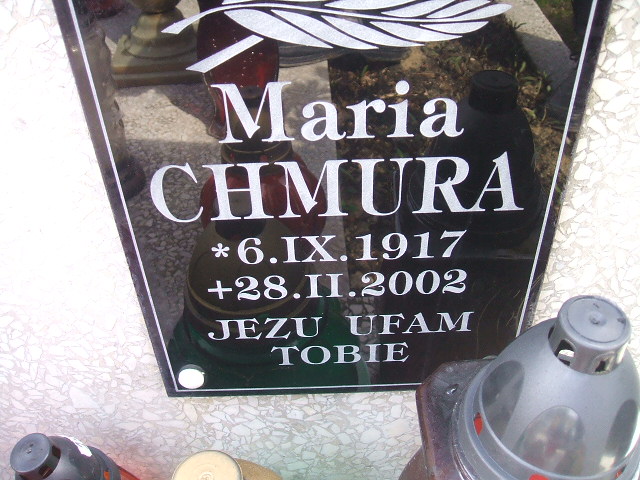 Maria
CHMURA
*6.IX.1917
+28.II.2002
JEZU UFAM
TOBIE